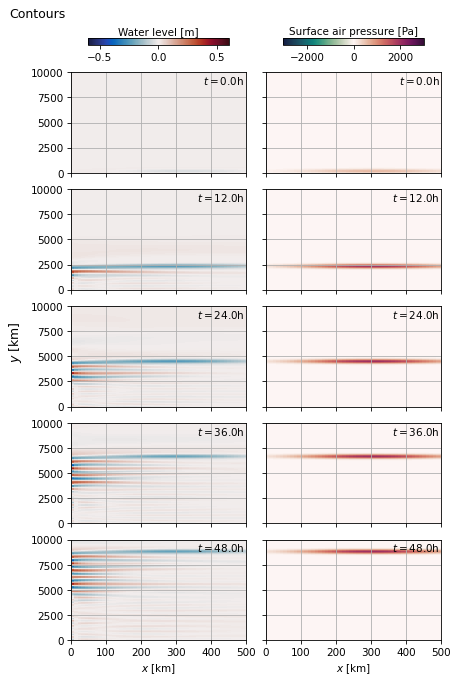 Contours
Water level [m] Surface air pressure [Pa]
−0.5 0.0 0.5 −2000 0 2000
10000 t = 0.0h t = 0.0h
7500
5000
2500
0
10000 t = 12.0h t = 12.0h
7500
5000
2500
0
10000 t = 24.0h t = 24.0h
7500
5000
2500
0
y [km]
10000 t = 36.0h t = 36.0h
7500
5000
2500
0
10000 t = 48.0h t = 48.0h
7500
5000
2500
0
0 100 200 300 400 500 0 100 200 300 400 500
x [km] x [km]